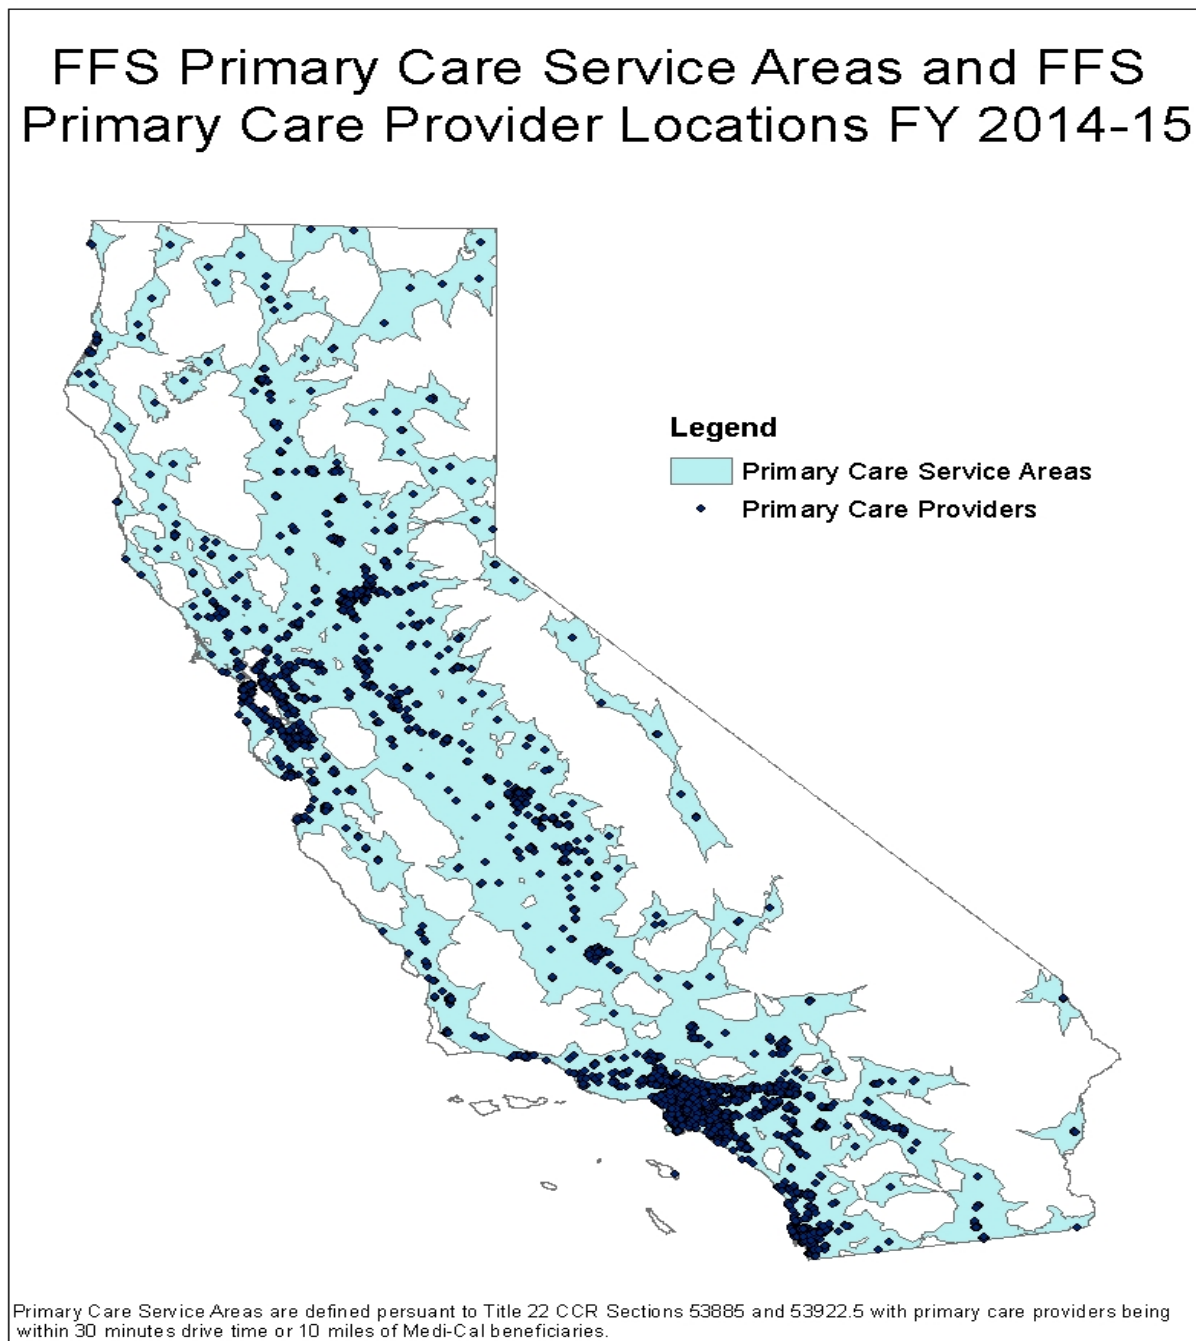 FFS Primary Care Service Areas and FFS
Primary Care Provider Locations FY 2014-15
Legend
Primary Care Service Areas
Primary Care Providers
Primary Care Service Areas are defined persuant to Title 22 CCR Sections 53885 and 53922.5 with primary care providers being
within 30 minutes drive time or 10 miles of Medi-Cal beneficiaries.